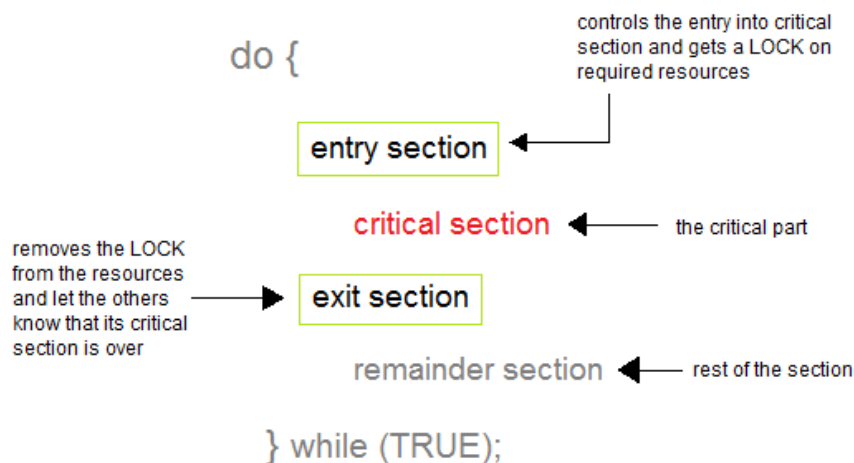 controls the entry into critical
section and gets a LOCK on
required resources
do {
entry section
critical section
the critical part
removes the LOCK
from the resources
and let the others
know that its critical
section is over
exit section
remainder section
rest of the section
} while (TRUE);